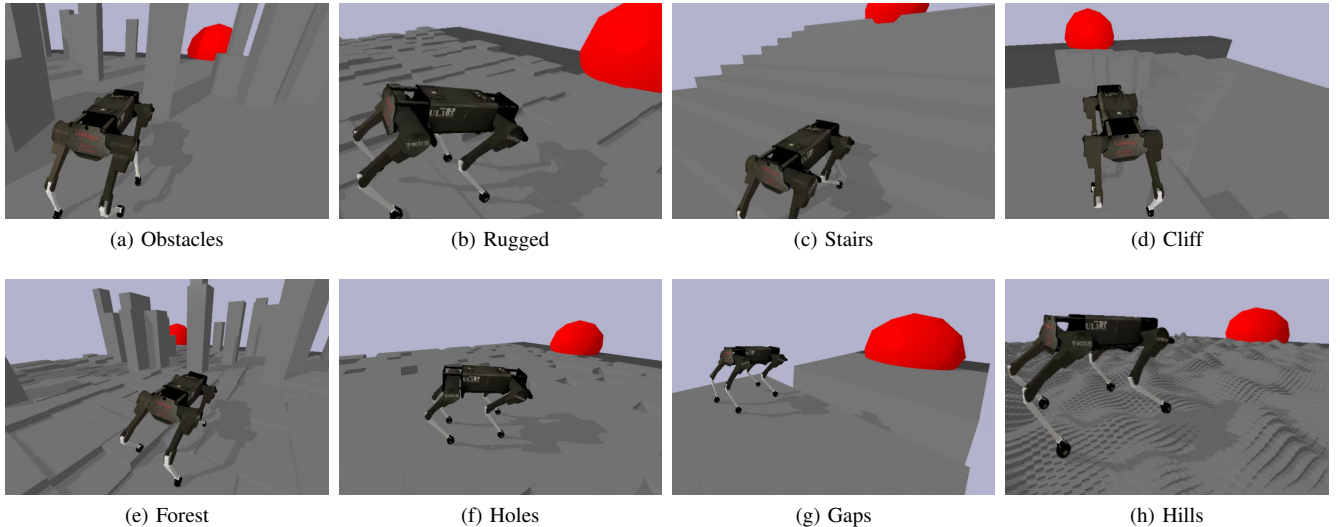 (a) Obstacles
(b) Rugged
(c) Stairs
(d) Cliff
(e) Forest
(f) Holes
(g) Gaps
(h) Hills